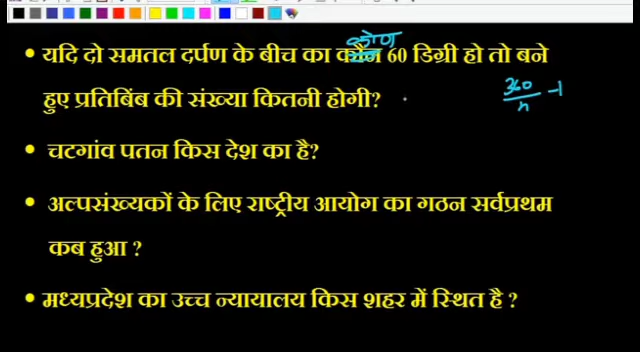 कोण
• यदि दो समतल दर्पण के बीच का कौन 60 डिग्री हो तो बने
हुए प्रतिबिंब की संख्या कितनी होगी?
360/n -1
• चटगांव पतन किस देश का है?
• अल्पसंख्यकों के लिए राष्ट्रीय आयोग का गठन सर्वप्रथम
कब हुआ ?
• मध्यप्रदेश का उच्च न्यायालय किस शहर में स्थित है ?